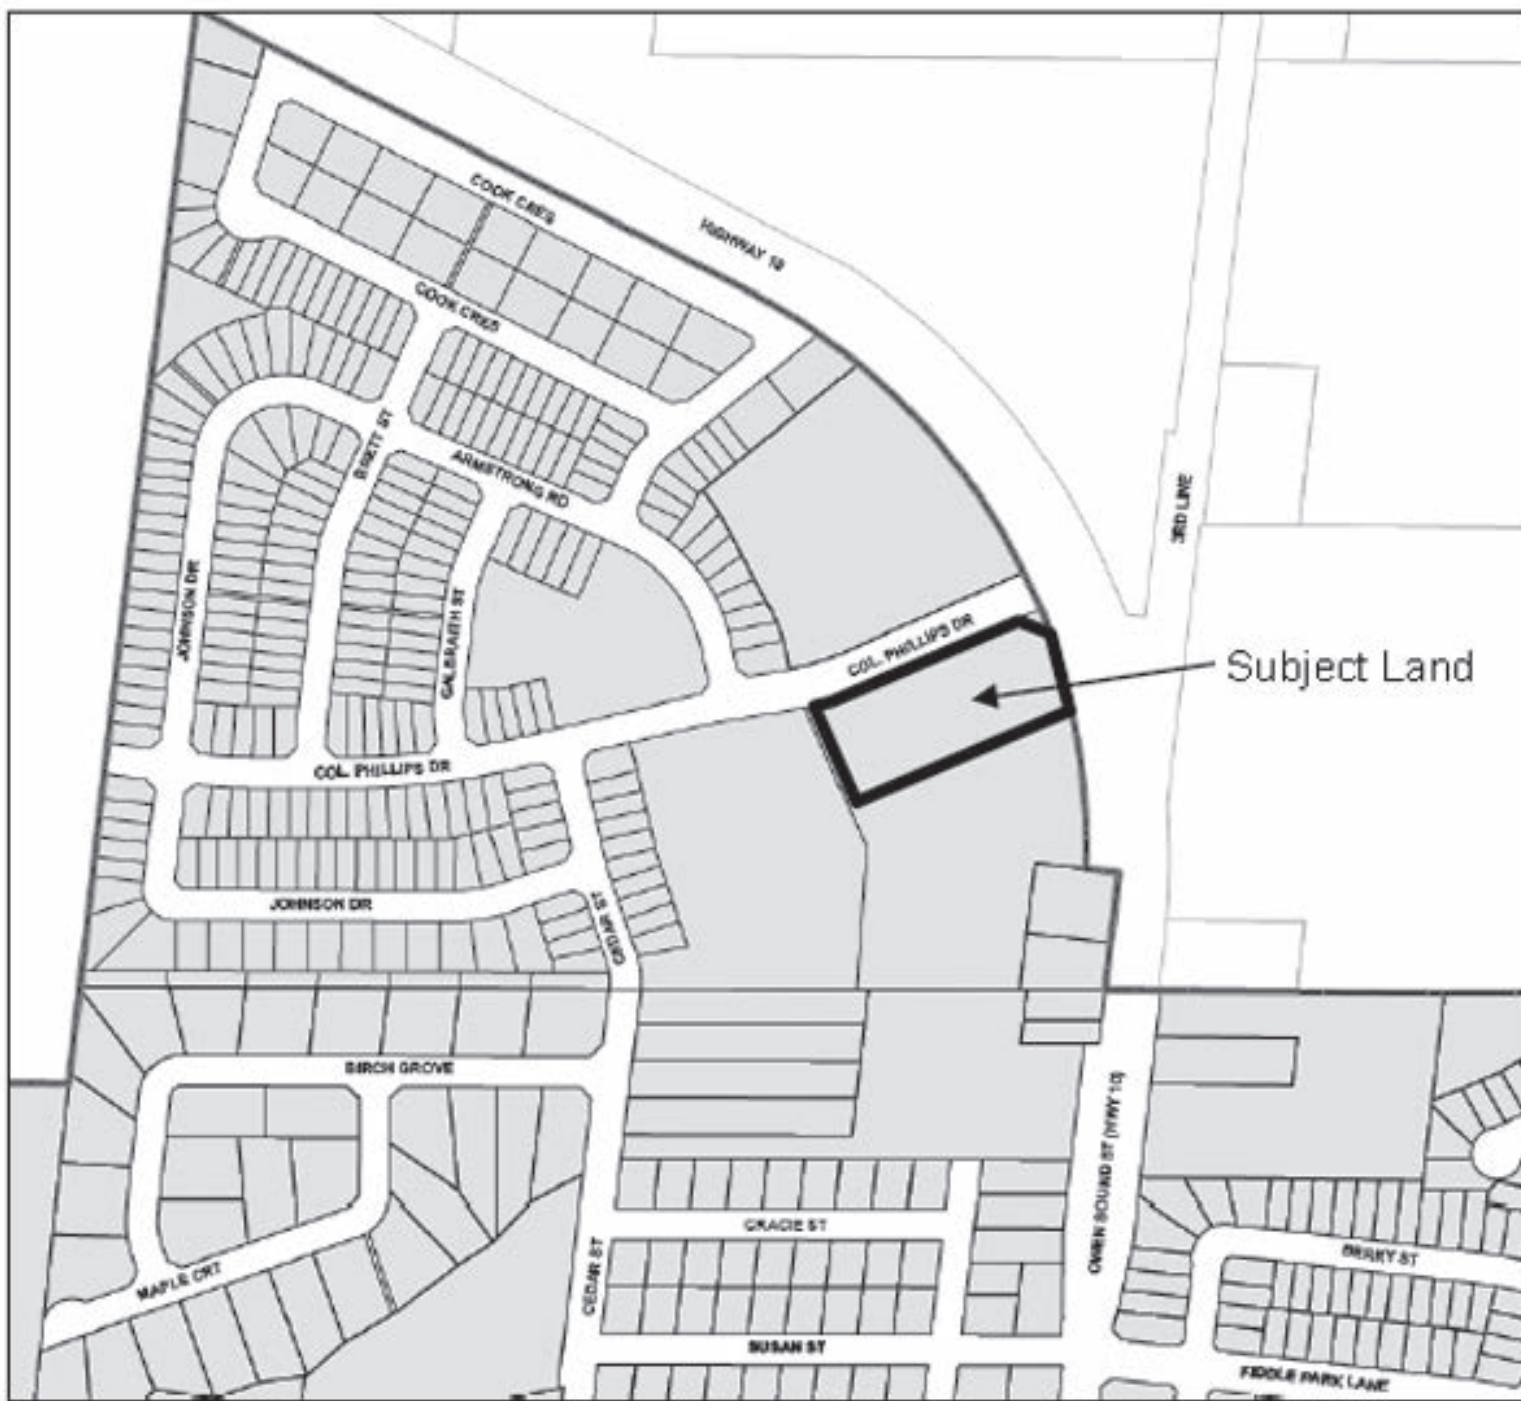 COOK CRES
HIGHWAY 10
COOK CRES
BRETT ST
ARMSTRONG RD
3RD LINE
JOHNSON DR
GALBRAITH ST
COL. PHILLIPS DR
Subject Land
COL. PHILLIPS DR
JOHNSON DR
CEDAR ST
BIRCH GROVE
OWEN SOUND ST (HWY 10)
GRACIE ST
BERRY ST
MAPLE CRT
CEDAR ST
SUSAN ST
FIDDLE PARK LANE